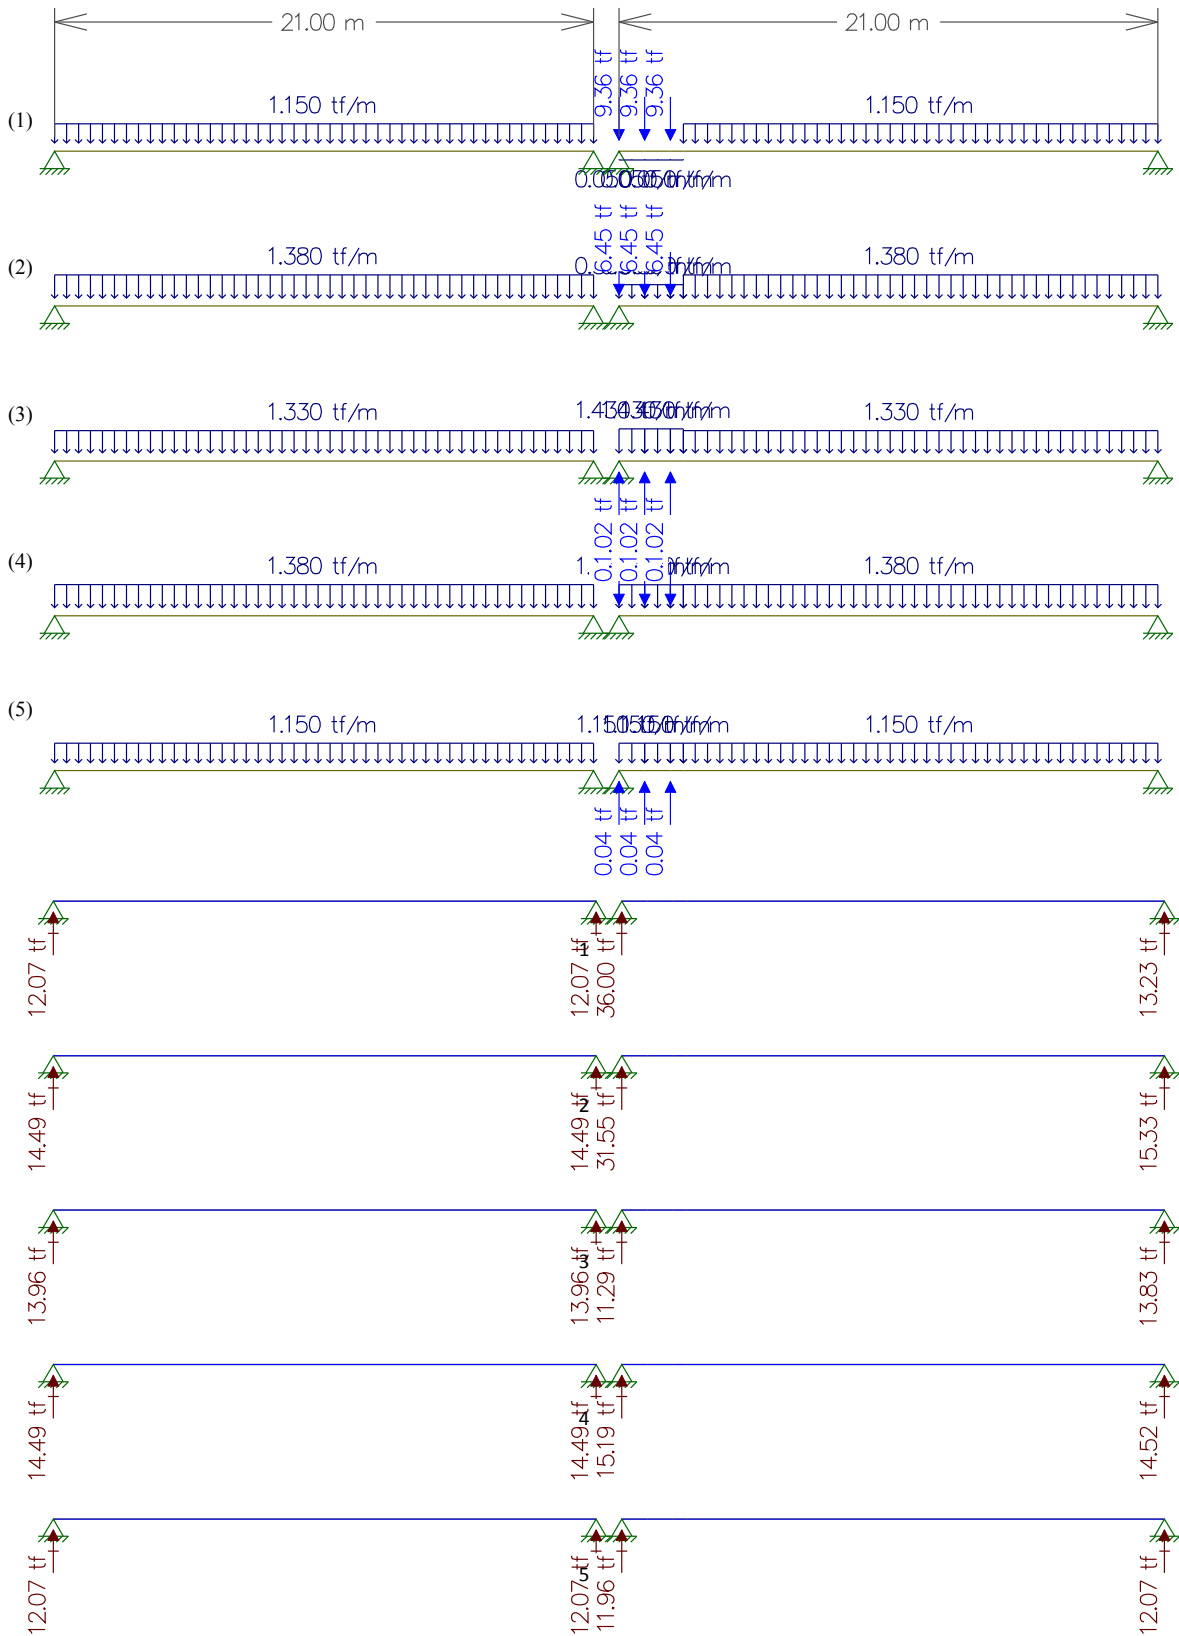 21.00 m
21.00 m
9.36 tf
9.36 tf
9.36 tf
(1)
1.150 tf/m
1.150 tf/m
6.45 tf
6.45 tf
6.45 tf
(2)
1.380 tf/m
1.380 tf/m
(3)
1.330 tf/m
1.330 tf/m
1.02 tf
1.02 tf
(4)
1.380 tf/m
1.380 tf/m
(5)
1.150 tf/m
1.150 tf/m
0.04 tf
0.04 tf
0.04 tf
1
12.07 tf
12.07 tf
36.00 tf
13.23 tf
2
14.49 tf
14.49 tf
31.55 tf
15.33 tf
3
13.96 tf
13.96 tf
11.29 tf
13.83 tf
4
14.49 tf
14.49 tf
15.19 tf
14.52 tf
5
12.07 tf
12.07 tf
11.96 tf
12.07 tf